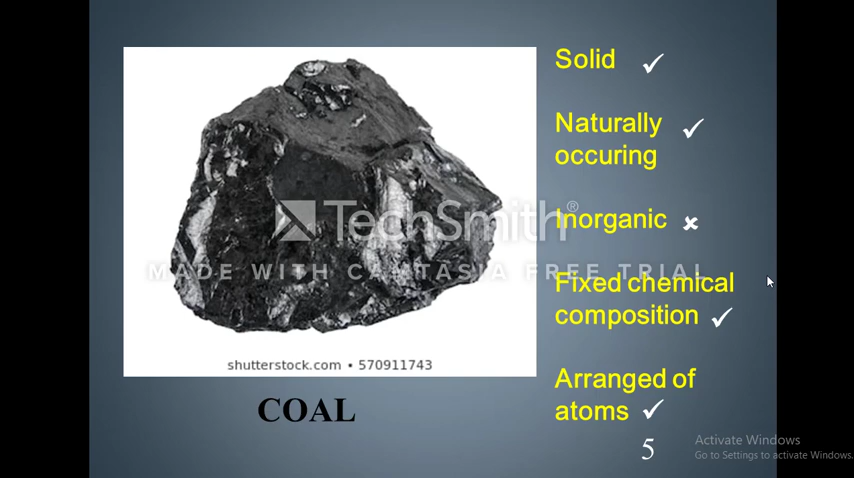 Solid ✓
Naturally ✓
occuring
Inorganic ×
Fixed chemical
composition ✓
Arranged of
atoms ✓
TechSmith®
MADE WITH CAMTASIA FREE TRIAL
shutterstock.com • 570911743
COAL
5
Activate Windows
Go to Settings to activate Windows.